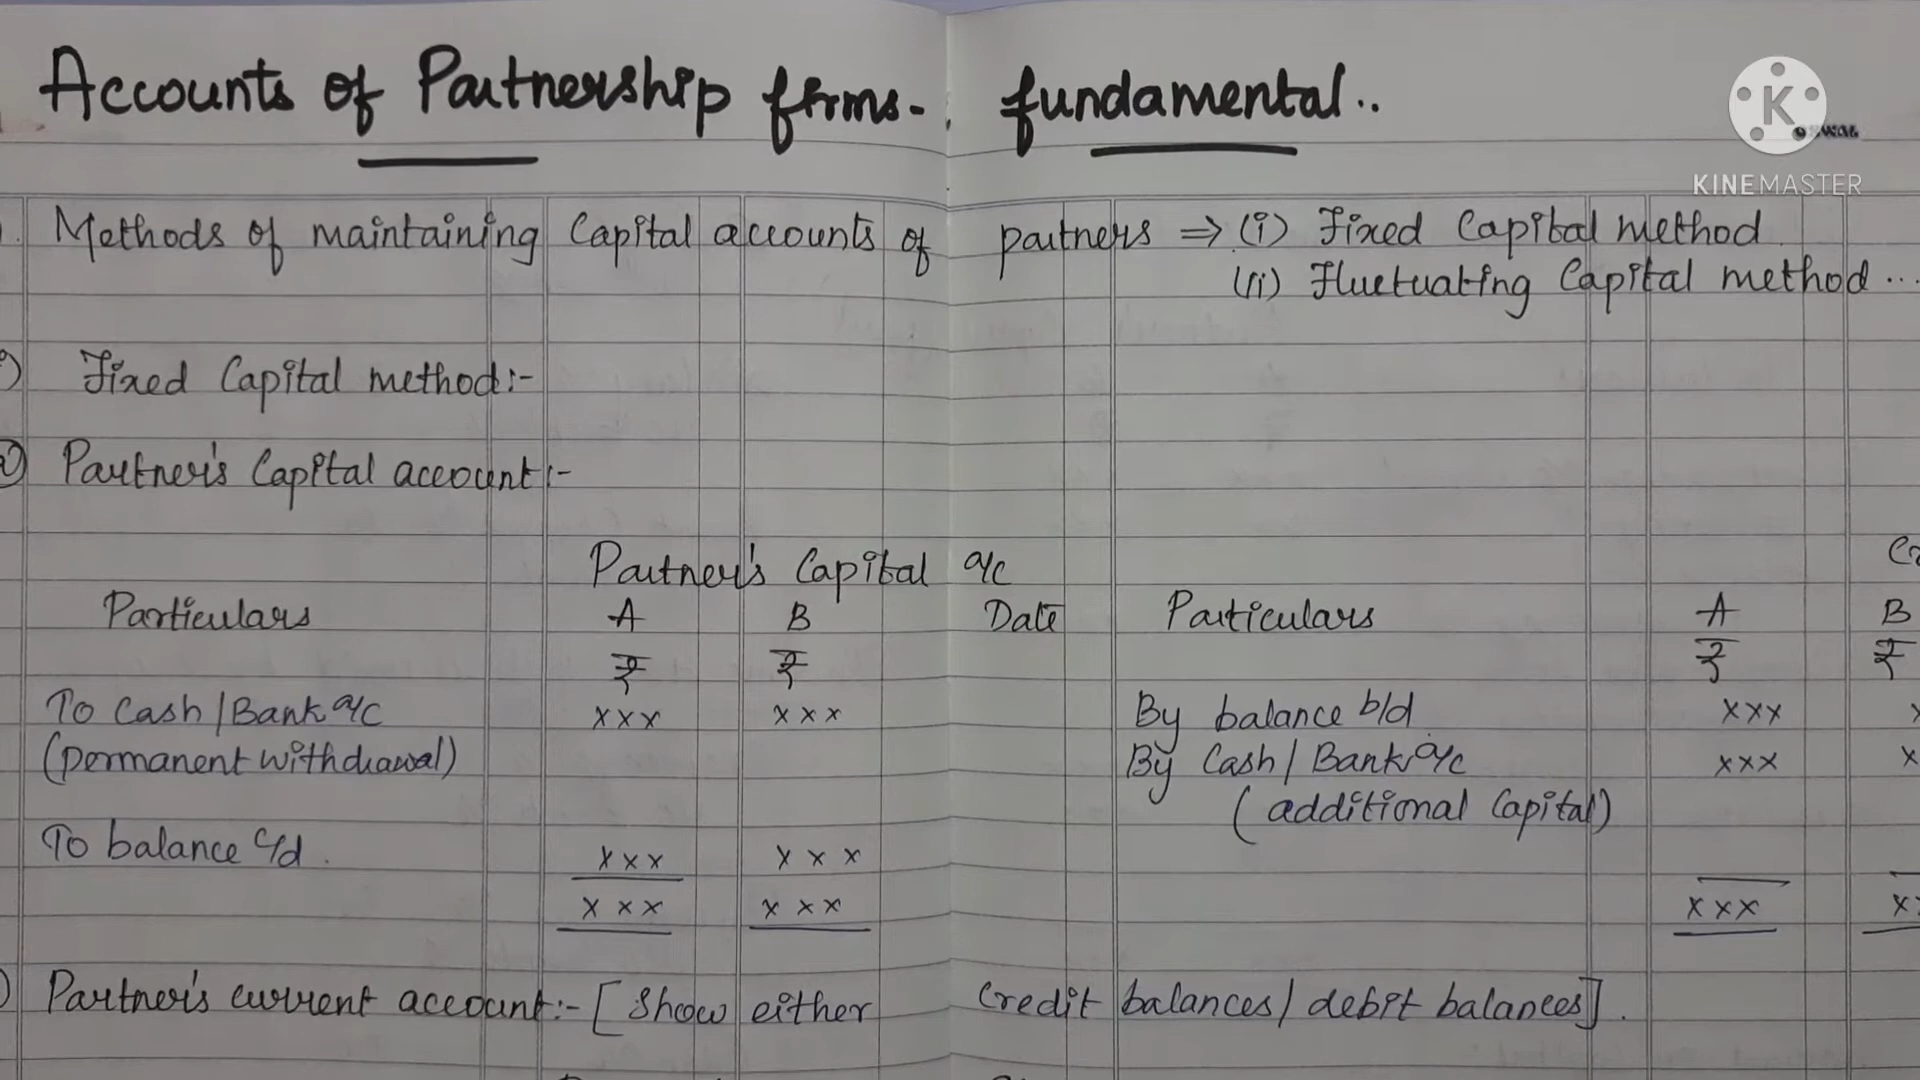 Accounts of Partnership firms - fundamental..
KINEMASTER
Methods of maintaining Capital accounts of partners ⇒ (i) Fixed Capital method
(ii) Fluctuating Capital method ...
Fixed Capital method:-
Partner's Capital account:-
Partner's Capital a/c
Particulars A B Date Particulars A B
₹ ₹ ₹ ₹
To Cash/Bank a/c xxx xxx By balance b/d xxx x
(permanent withdrawal) By Cash/Bank a/c xxx x
(additional Capital)
To balance c/d. xxx xxx
xxx xxx xxx x
Partner's current account:- [Show either credit balances/debit balances].